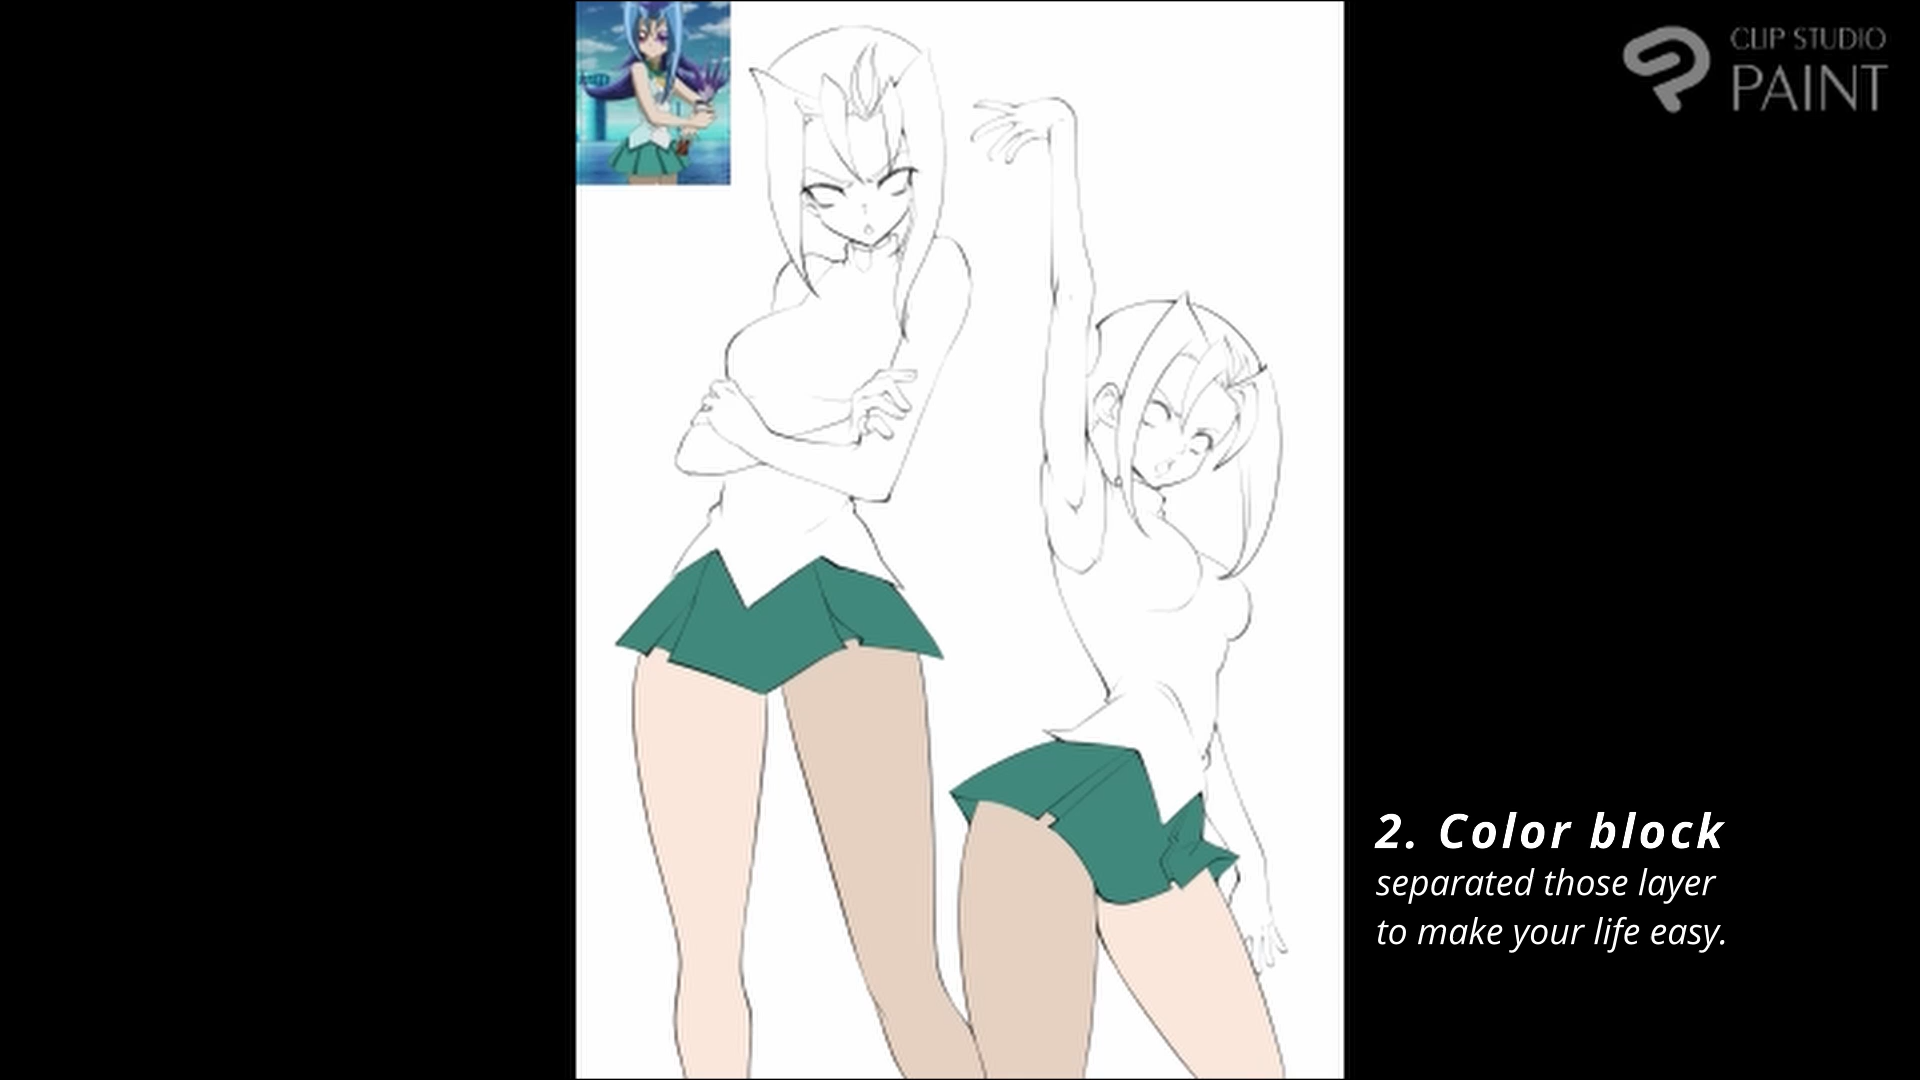 CLIP STUDIO
PAINT
2. Color block
separated those layer
to make your life easy.